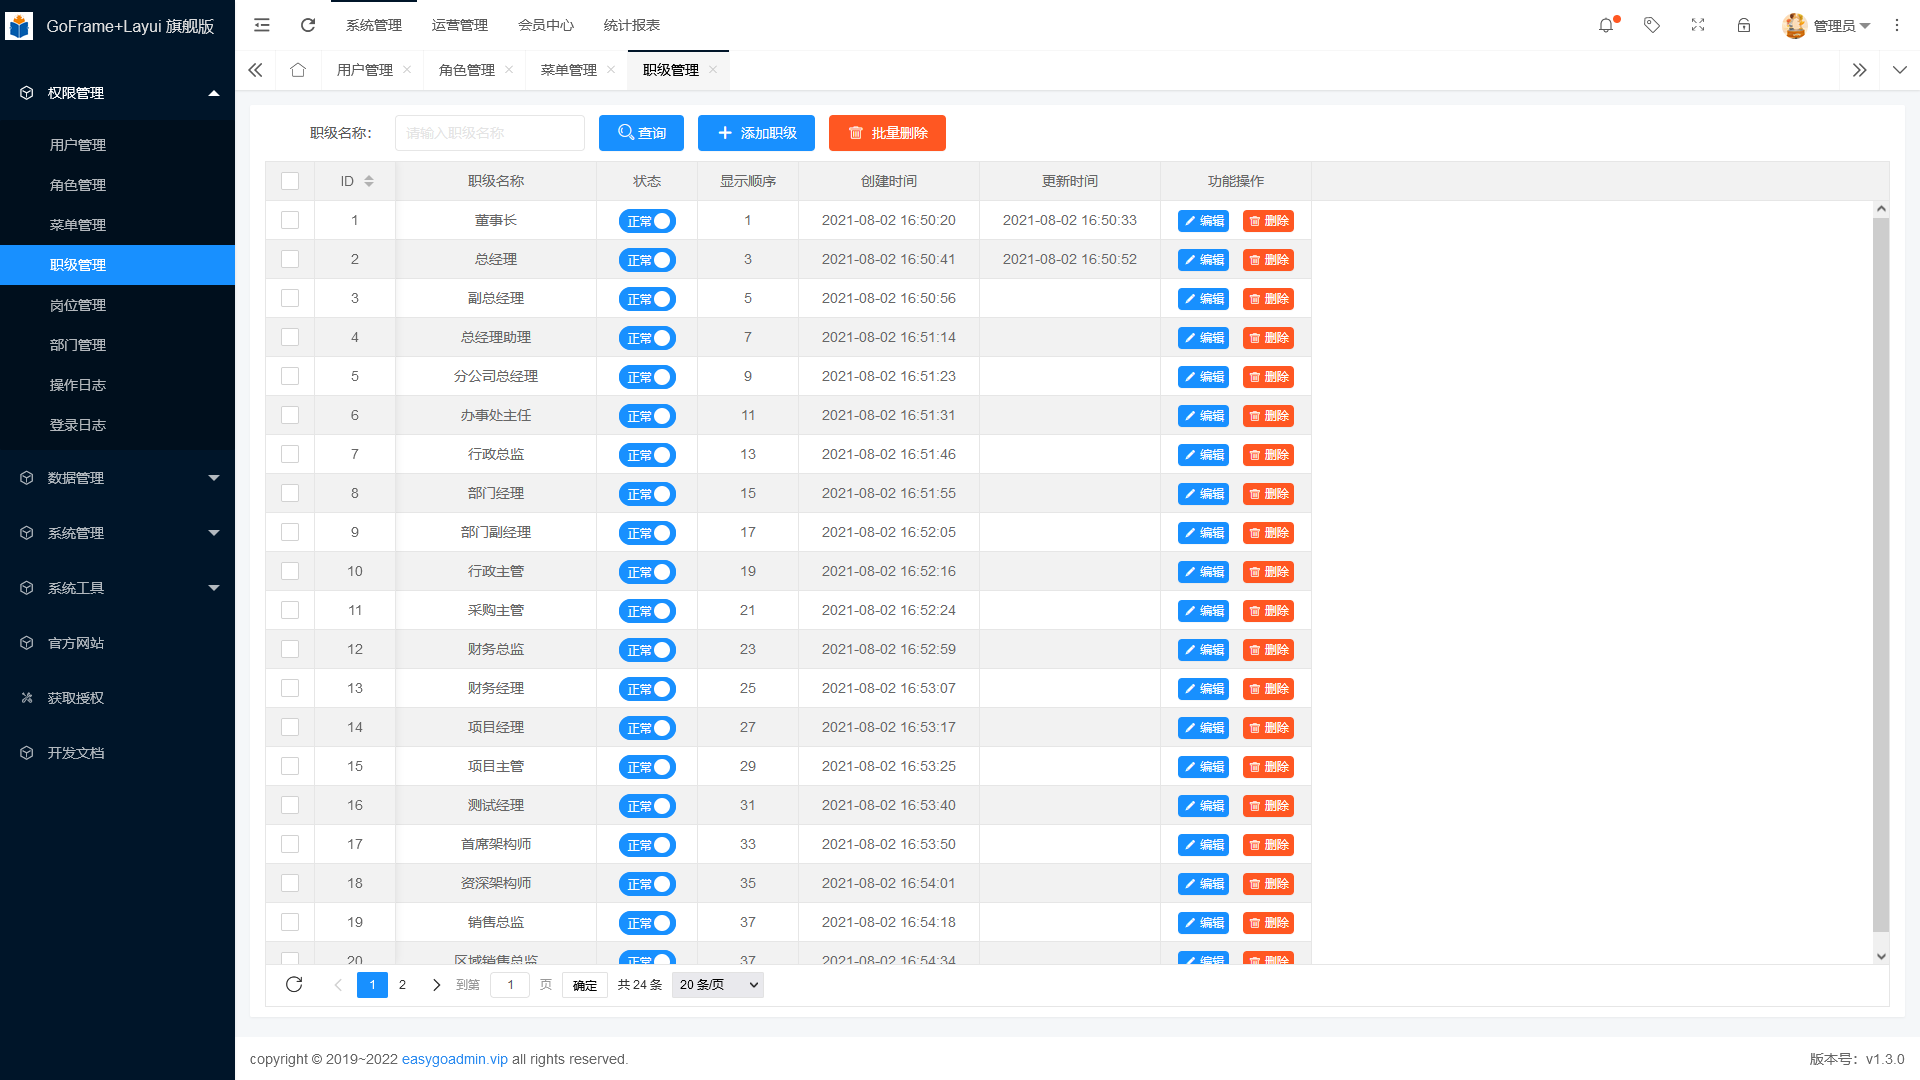 GoFrame+Layui 旗舰版
系统管理 运营管理 会员中心 统计报表
管理员
用户管理 角色管理 菜单管理 职级管理
权限管理
用户管理
角色管理
菜单管理
职级管理
岗位管理
部门管理
操作日志
登录日志
数据管理
系统管理
系统工具
官方网站
获取授权
开发文档
职级名称: 请输入职级名称 查询 添加职级 批量删除
ID 职级名称 状态 显示顺序 创建时间 更新时间 功能操作
1 董事长 正常 1 2021-08-02 16:50:20 2021-08-02 16:50:33 编辑 删除
2 总经理 正常 3 2021-08-02 16:50:41 2021-08-02 16:50:52 编辑 删除
3 副总经理 正常 5 2021-08-02 16:50:56 编辑 删除
4 总经理助理 正常 7 2021-08-02 16:51:14 编辑 删除
5 分公司总经理 正常 9 2021-08-02 16:51:23 编辑 删除
6 办事处主任 正常 11 2021-08-02 16:51:31 编辑 删除
7 行政总监 正常 13 2021-08-02 16:51:46 编辑 删除
8 部门经理 正常 15 2021-08-02 16:51:55 编辑 删除
9 部门副经理 正常 17 2021-08-02 16:52:05 编辑 删除
10 行政主管 正常 19 2021-08-02 16:52:16 编辑 删除
11 采购主管 正常 21 2021-08-02 16:52:24 编辑 删除
12 财务总监 正常 23 2021-08-02 16:52:59 编辑 删除
13 财务经理 正常 25 2021-08-02 16:53:07 编辑 删除
14 项目经理 正常 27 2021-08-02 16:53:17 编辑 删除
15 项目主管 正常 29 2021-08-02 16:53:25 编辑 删除
16 测试经理 正常 31 2021-08-02 16:53:40 编辑 删除
17 首席架构师 正常 33 2021-08-02 16:53:50 编辑 删除
18 资深架构师 正常 35 2021-08-02 16:54:01 编辑 删除
19 销售总监 正常 37 2021-08-02 16:54:18 编辑 删除
20 区域销售总监 正常 37 2021-08-02 16:54:34 编辑 删除
1 2 到第 1 页 确定 共 24 条 20 条/页
copyright © 2019~2022 easygoadmin.vip all rights reserved.
版本号：v1.3.0